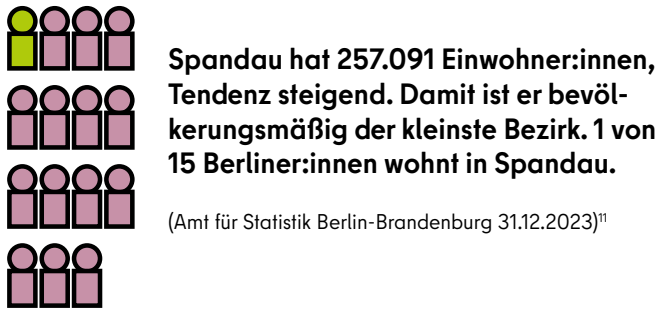 Spandau hat 257.091 Einwohner:innen,
Tendenz steigend. Damit ist er bevöl-
kerungsmäßig der kleinste Bezirk. 1 von
15 Berliner:innen wohnt in Spandau.
(Amt für Statistik Berlin-Brandenburg 31.12.2023)¹¹